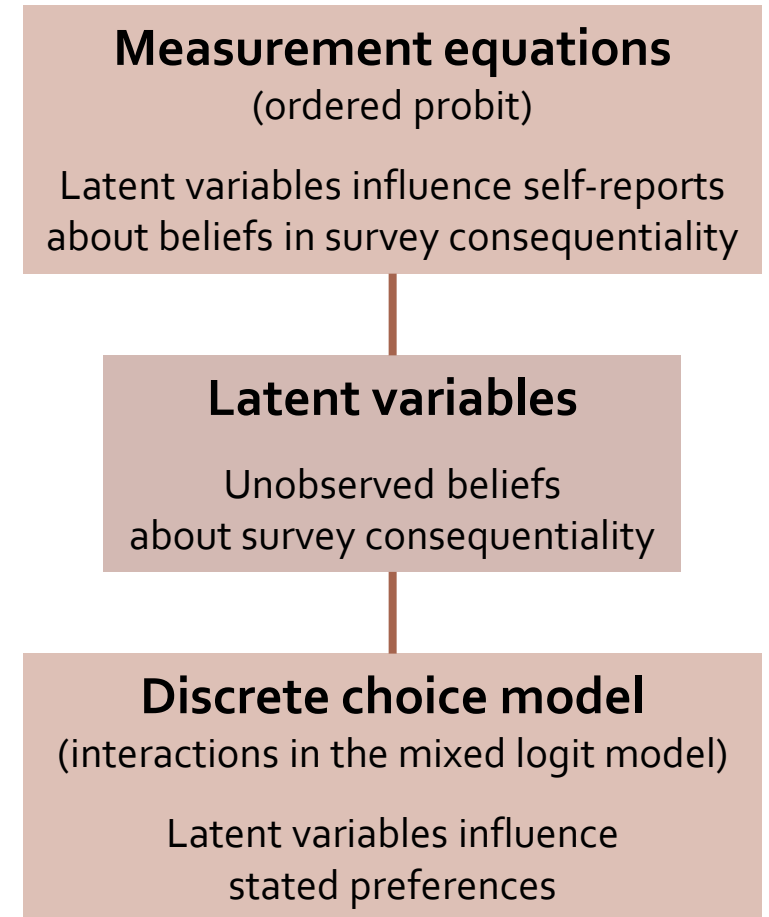 Measurement equations
(ordered probit)
Latent variables influence self-reports
about beliefs in survey consequentiality
Latent variables
Unobserved beliefs
about survey consequentiality
Discrete choice model
(interactions in the mixed logit model)
Latent variables influence
stated preferences